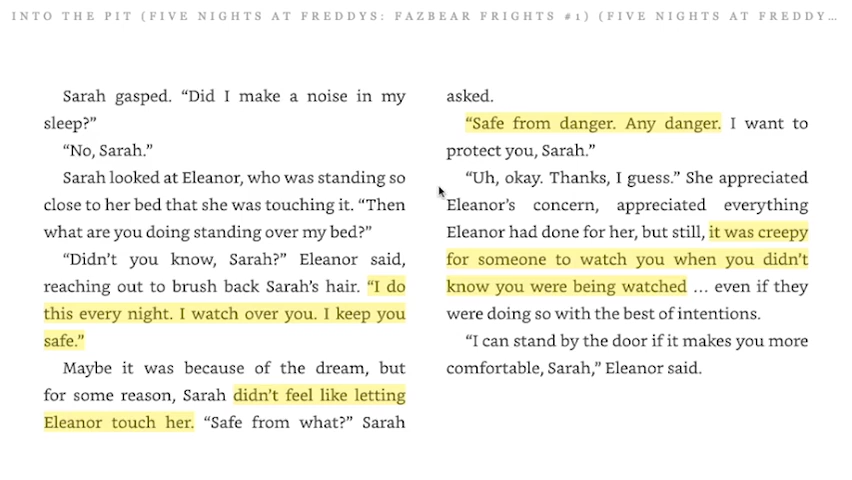 INTO THE PIT (FIVE NIGHTS AT FREDDYS: FAZBEAR FRIGHTS #1) (FIVE NIGHTS AT FREDDY…
Sarah gasped. “Did I make a noise in my
sleep?”
“No, Sarah.”
Sarah looked at Eleanor, who was standing so
close to her bed that she was touching it. “Then
what are you doing standing over my bed?”
“Didn’t you know, Sarah?” Eleanor said,
reaching out to brush back Sarah’s hair. “I do
this every night. I watch over you. I keep you
safe.”
Maybe it was because of the dream, but
for some reason, Sarah didn’t feel like letting
Eleanor touch her. “Safe from what?” Sarah
asked.
“Safe from danger. Any danger. I want to
protect you, Sarah.”
“Uh, okay. Thanks, I guess.” She appreciated
Eleanor’s concern, appreciated everything
Eleanor had done for her, but still, it was creepy
for someone to watch you when you didn’t
know you were being watched … even if they
were doing so with the best of intentions.
“I can stand by the door if it makes you more
comfortable, Sarah,” Eleanor said.